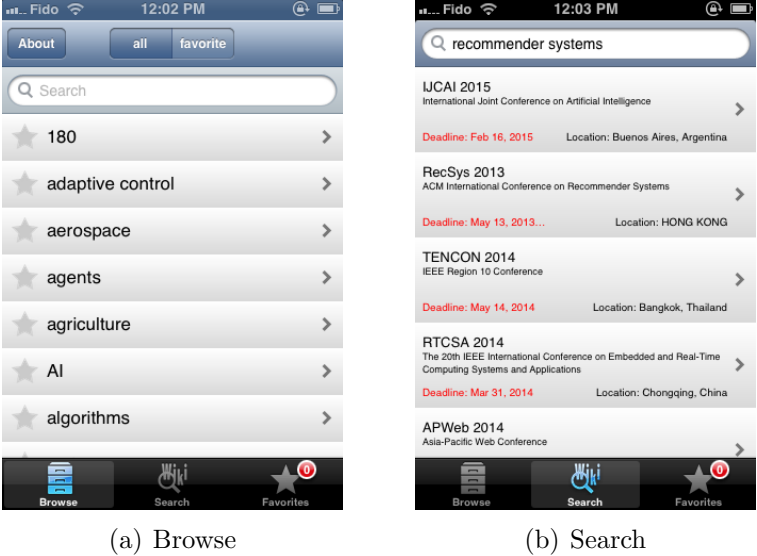 Fido 12:02 PM
About all favorite
Search
180
adaptive control
aerospace
agents
agriculture
AI
algorithms
0
Browse Wiki Search Favorites
(a) Browse
Fido 12:03 PM
recommender systems
IJCAI 2015
International Joint Conference on Artificial Intelligence
Deadline: Feb 16, 2015 Location: Buenos Aires, Argentina
RecSys 2013
ACM International Conference on Recommender Systems
Deadline: May 13, 2013... Location: HONG KONG
TENCON 2014
IEEE Region 10 Conference
Deadline: May 14, 2014 Location: Bangkok, Thailand
RTCSA 2014
The 20th IEEE International Conference on Embedded and Real-Time
Computing Systems and Applications
Deadline: Mar 31, 2014 Location: Chongqing, China
APWeb 2014
Asia-Pacific Web Conference
0
Browse Wiki Search Favorites
(b) Search